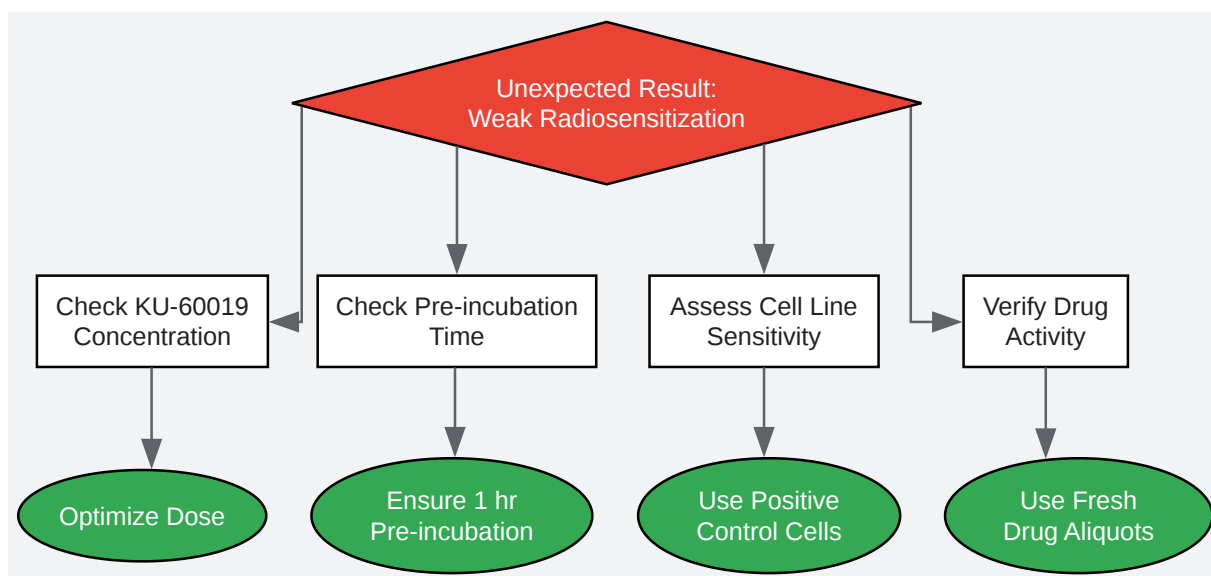 Unexpected Result:
Weak Radiosensitization
Check KU-60019
Concentration
Check Pre-incubation
Time
Assess Cell Line
Sensitivity
Verify Drug
Activity
Optimize Dose
Ensure 1 hr
Pre-incubation
Use Positive
Control Cells
Use Fresh
Drug Aliquots